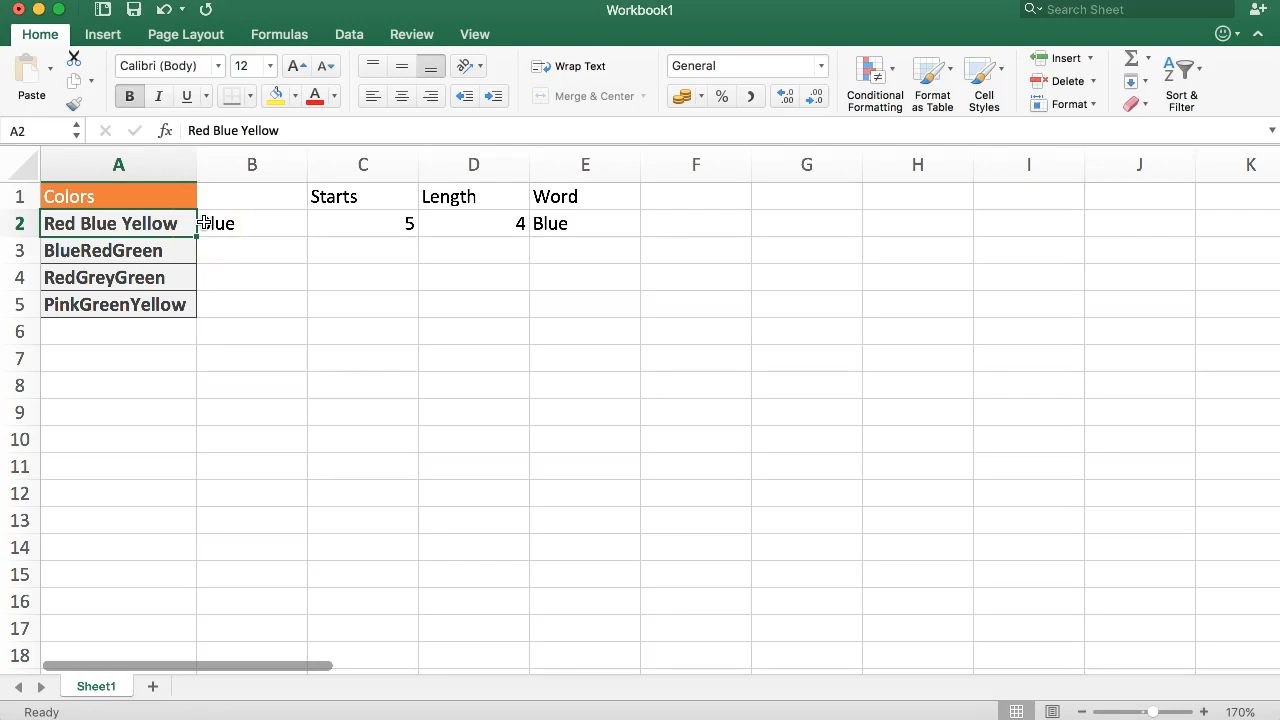 Workbook1
Search Sheet
Home Insert Page Layout Formulas Data Review View
Paste
Calibri (Body) 12
B I U
Wrap Text
Merge & Center
General
Conditional Formatting
Format as Table
Cell Styles
Insert
Delete
Format
Sort & Filter
A2 fx Red Blue Yellow
A B C D E F G H I J K
1 Colors Starts Length Word
2 Red Blue Yellow Blue 5 4 Blue
3 BlueRedGreen
4 RedGreyGreen
5 PinkGreenYellow
6
7
8
9
10
11
12
13
14
15
16
17
18
Sheet1
Ready 170%